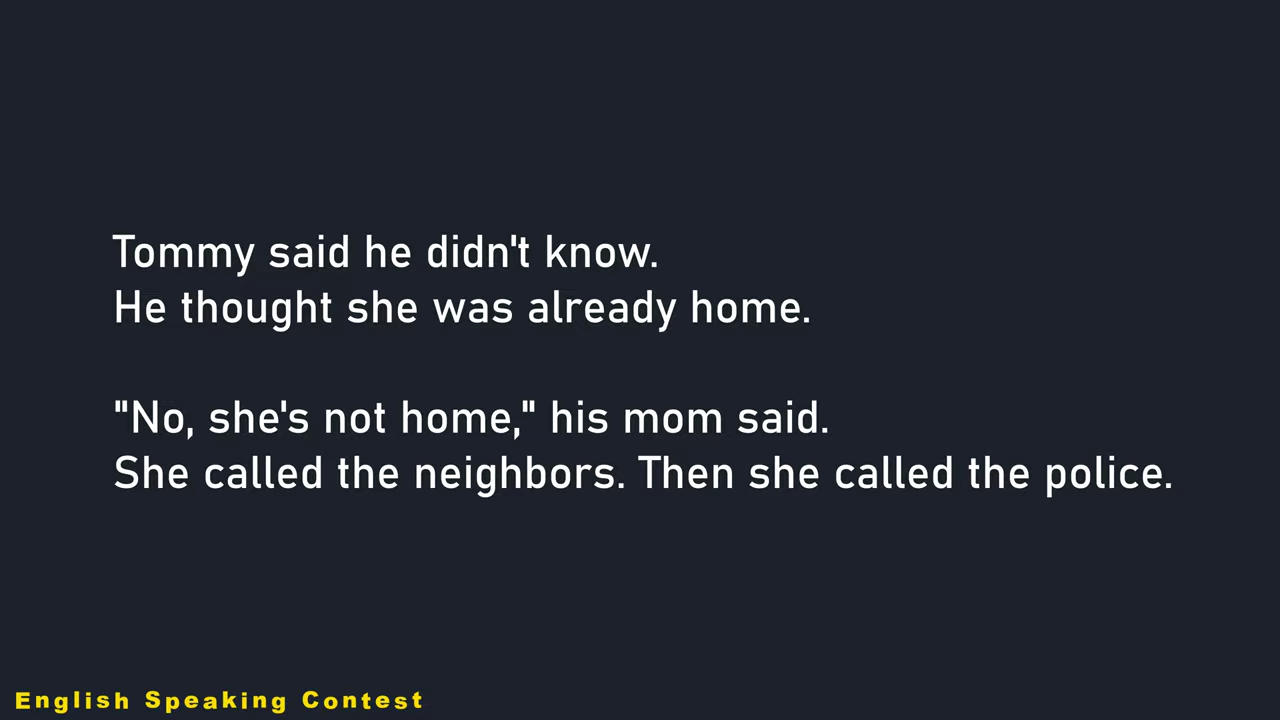 Tommy said he didn't know.
He thought she was already home.
"No, she's not home," his mom said.
She called the neighbors. Then she called the police.
English Speaking Contest